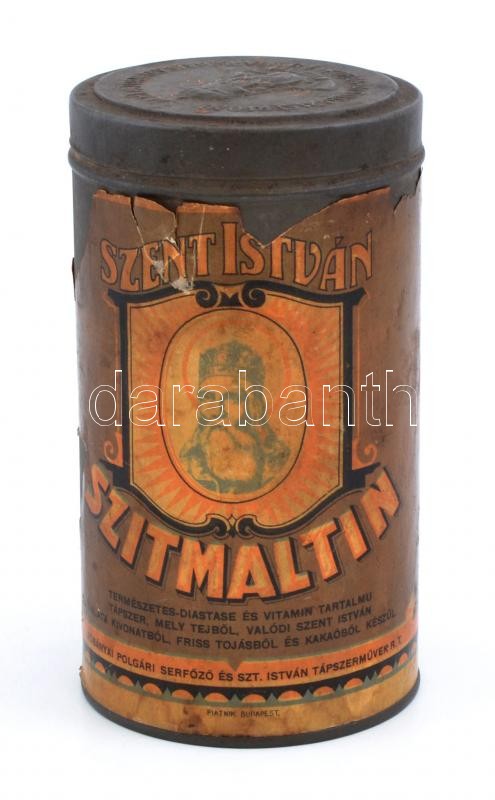 SZENT ISTVÁN
darabanth
SZITMALTIN
TERMÉSZETES-DIASTASE ÉS VITAMIN TARTALMU
TÁPSZER, MELY TEJBŐL, VALÓDI SZENT ISTVÁN
KIVONATBÓL, FRISS TOJÁSBÓL ÉS KAKAÓBÓL KÉSZÜL
POLGÁRI SERFŐZŐ ÉS SZT. ISTVÁN TÁPSZERMŰVEK R.T.
PIATNIK BUDAPEST.